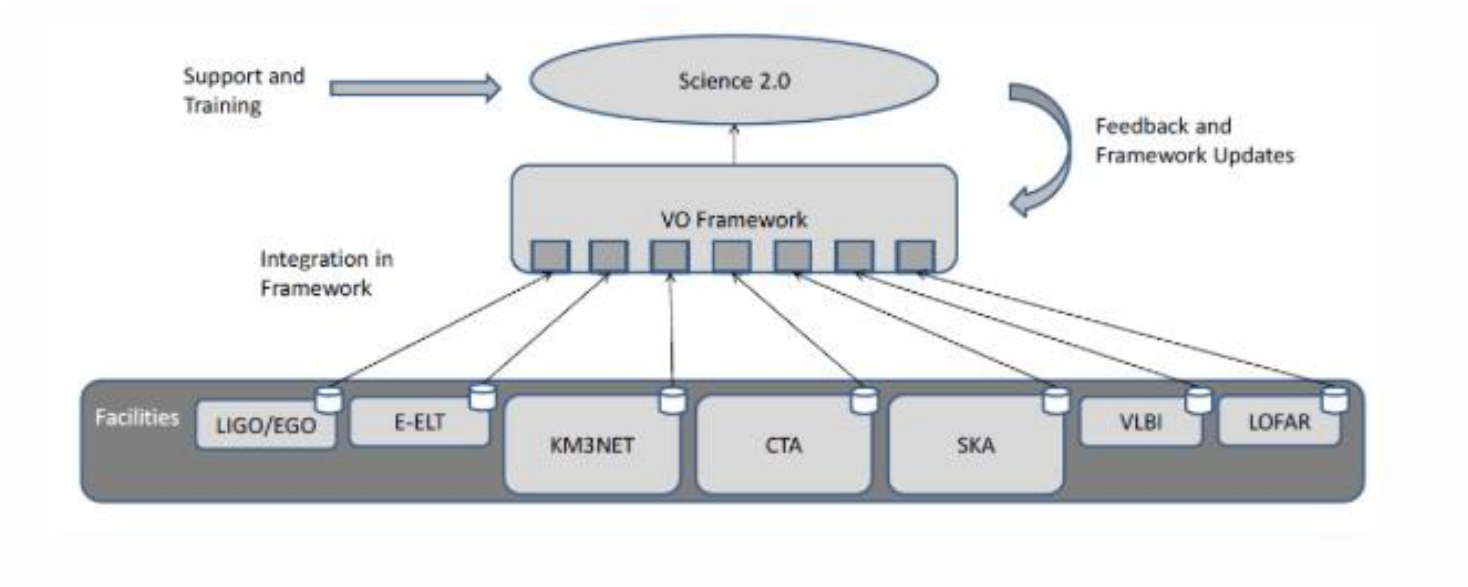 Support and
Training
Science 2.0
Feedback and
Framework Updates
VO Framework
Integration in
Framework
Facilities
LIGO/EGO
E-ELT
KM3NET
CTA
SKA
VLBI
LOFAR